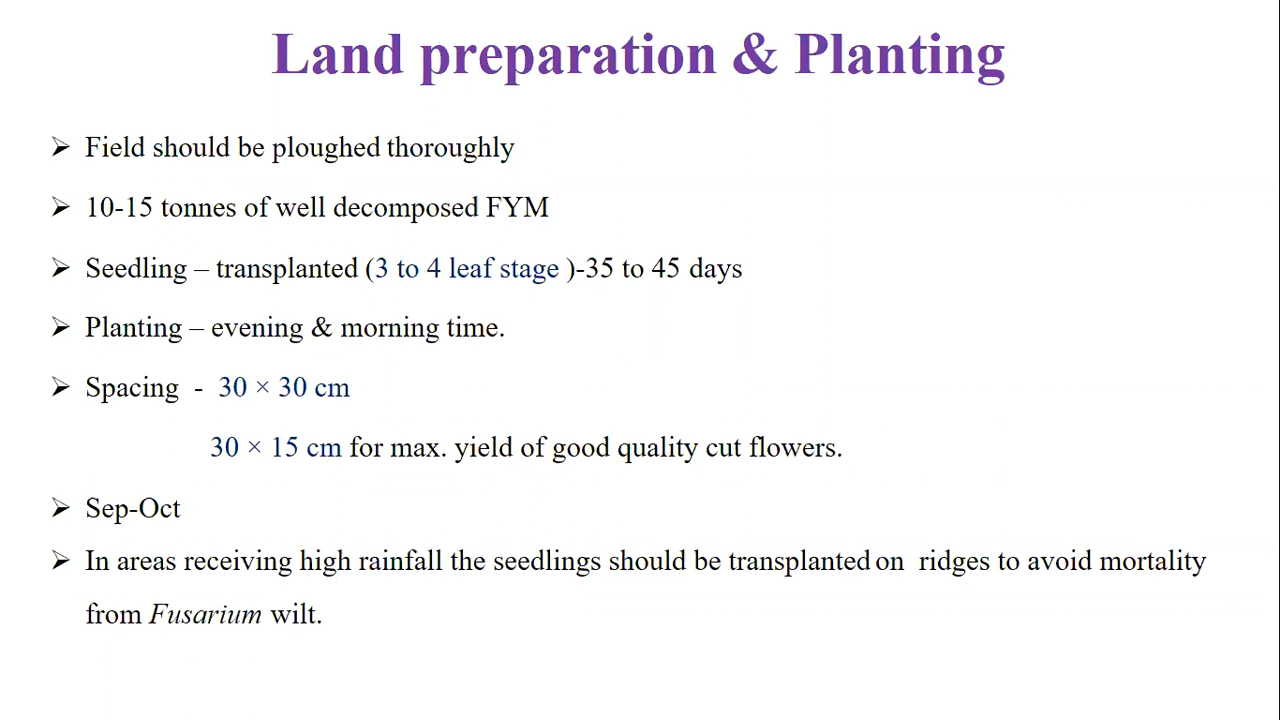 Land preparation & Planting
➢ Field should be ploughed thoroughly
➢ 10-15 tonnes of well decomposed FYM
➢ Seedling – transplanted (3 to 4 leaf stage )-35 to 45 days
➢ Planting – evening & morning time.
➢ Spacing - 30 × 30 cm
30 × 15 cm for max. yield of good quality cut flowers.
➢ Sep-Oct
➢ In areas receiving high rainfall the seedlings should be transplanted on ridges to avoid mortality
from Fusarium wilt.